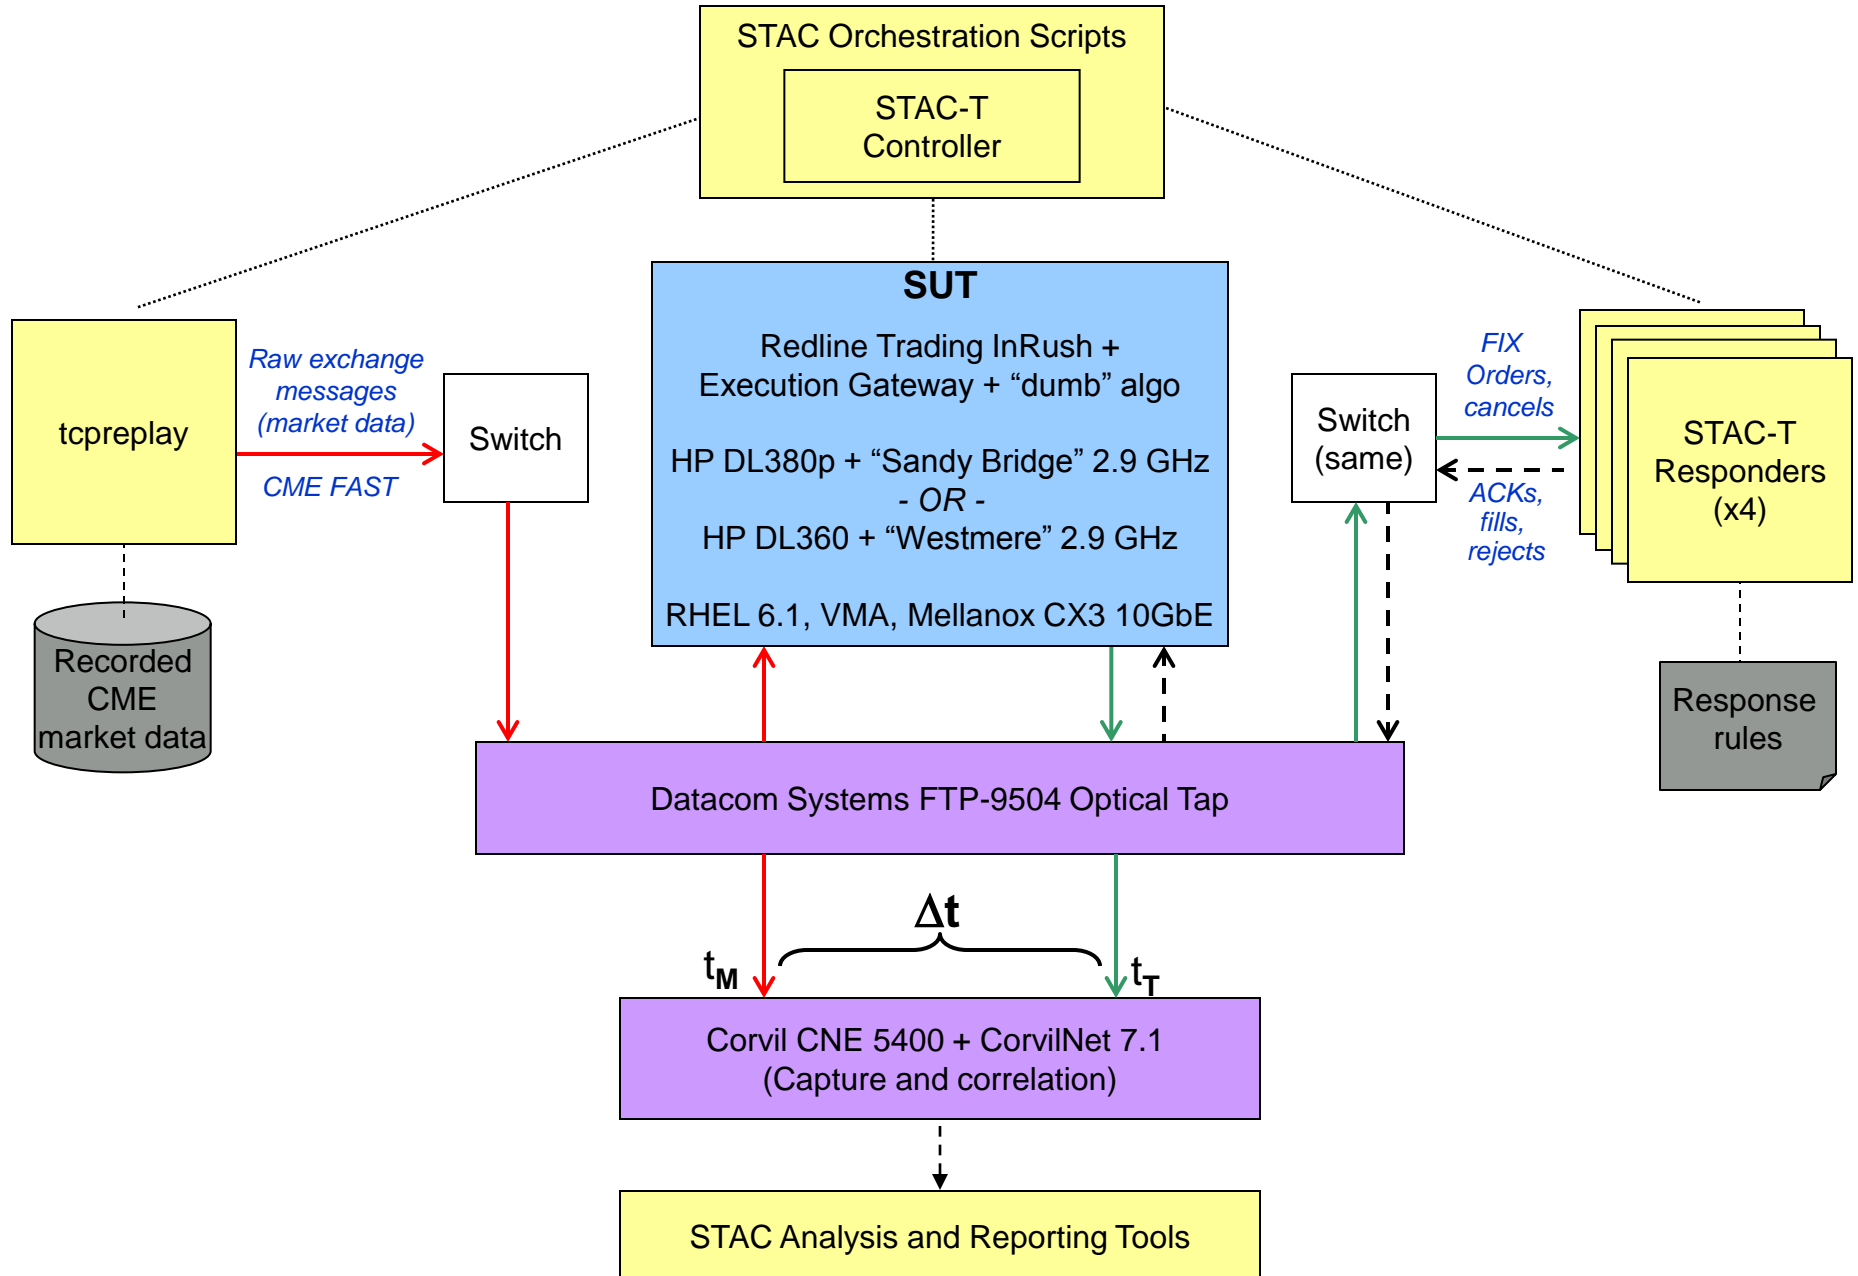 STAC Orchestration Scripts
STAC-T
Controller
SUT
Redline Trading InRush +
Execution Gateway + “dumb” algo
HP DL380p + “Sandy Bridge” 2.9 GHz
- OR -
HP DL360 + “Westmere” 2.9 GHz
RHEL 6.1, VMA, Mellanox CX3 10GbE
tcpreplay
Raw exchange
messages
(market data)
CME FAST
Switch
Recorded
CME
market data
Switch
(same)
FIX
Orders,
cancels
ACKs,
fills,
rejects
STAC-T
Responders
(x4)
Response
rules
Datacom Systems FTP-9504 Optical Tap
Δt
tM
tT
Corvil CNE 5400 + CorvilNet 7.1
(Capture and correlation)
STAC Analysis and Reporting Tools